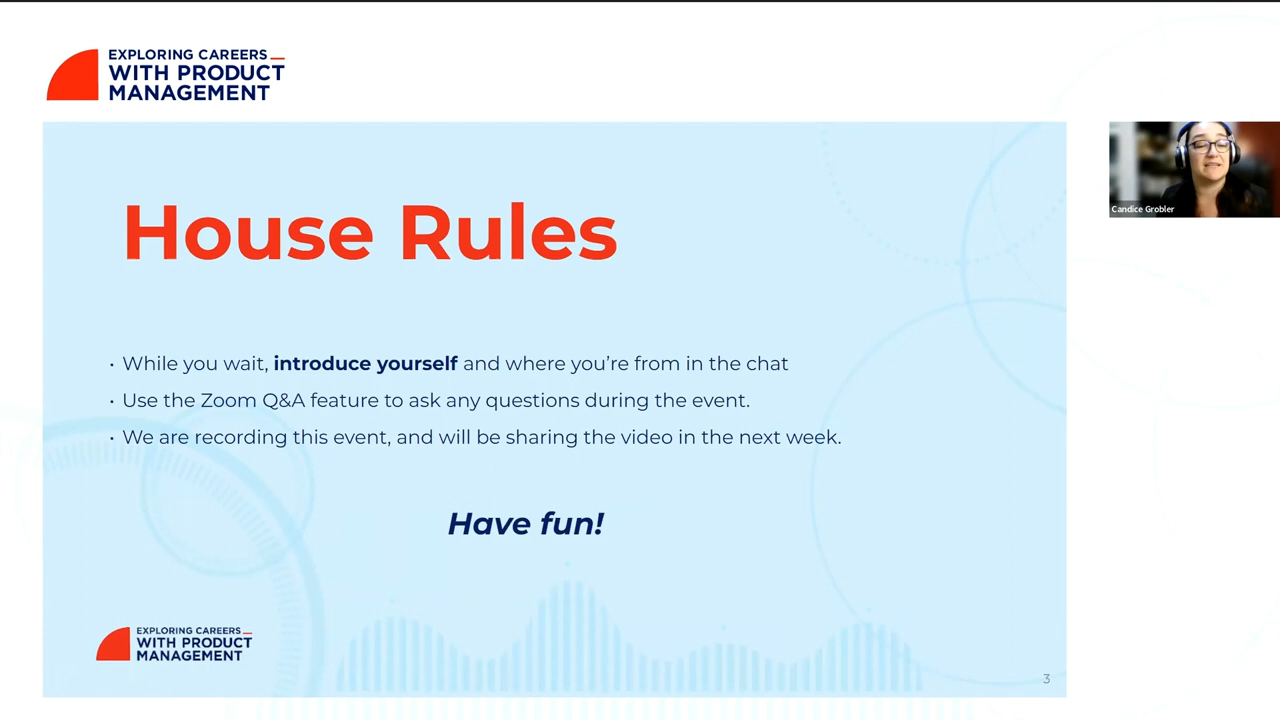 EXPLORING CAREERS_
WITH PRODUCT
MANAGEMENT
Candice Grobler
House Rules
• While you wait, introduce yourself and where you’re from in the chat
• Use the Zoom Q&A feature to ask any questions during the event.
• We are recording this event, and will be sharing the video in the next week.
Have fun!
EXPLORING CAREERS_
WITH PRODUCT
MANAGEMENT
3